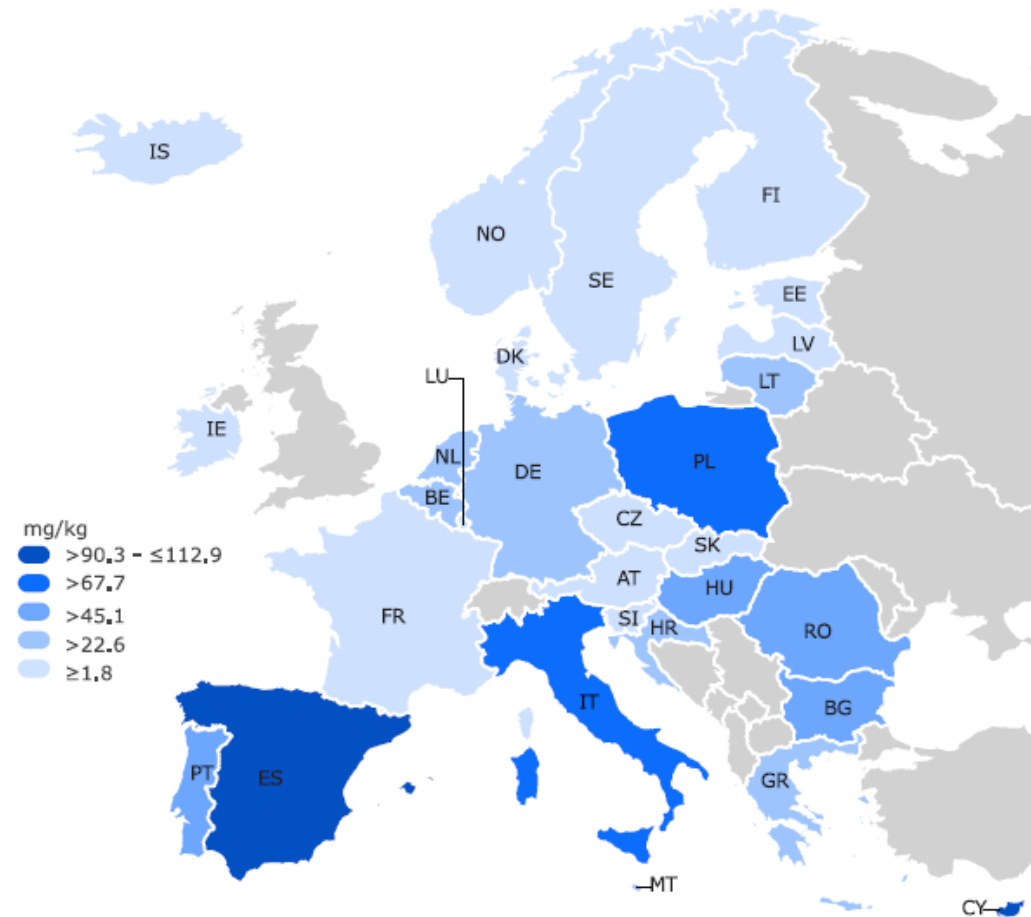 IS
FI
NO
SE
EE
DK
LV
LU
LT
IE
NL
PL
DE
BE
CZ
mg/kg
SK
>90.3 - ≤112.9
AT
>67.7
HU
>45.1
FR
SI
HR
RO
>22.6
≥1.8
IT
BG
PT
ES
GR
MT
CY